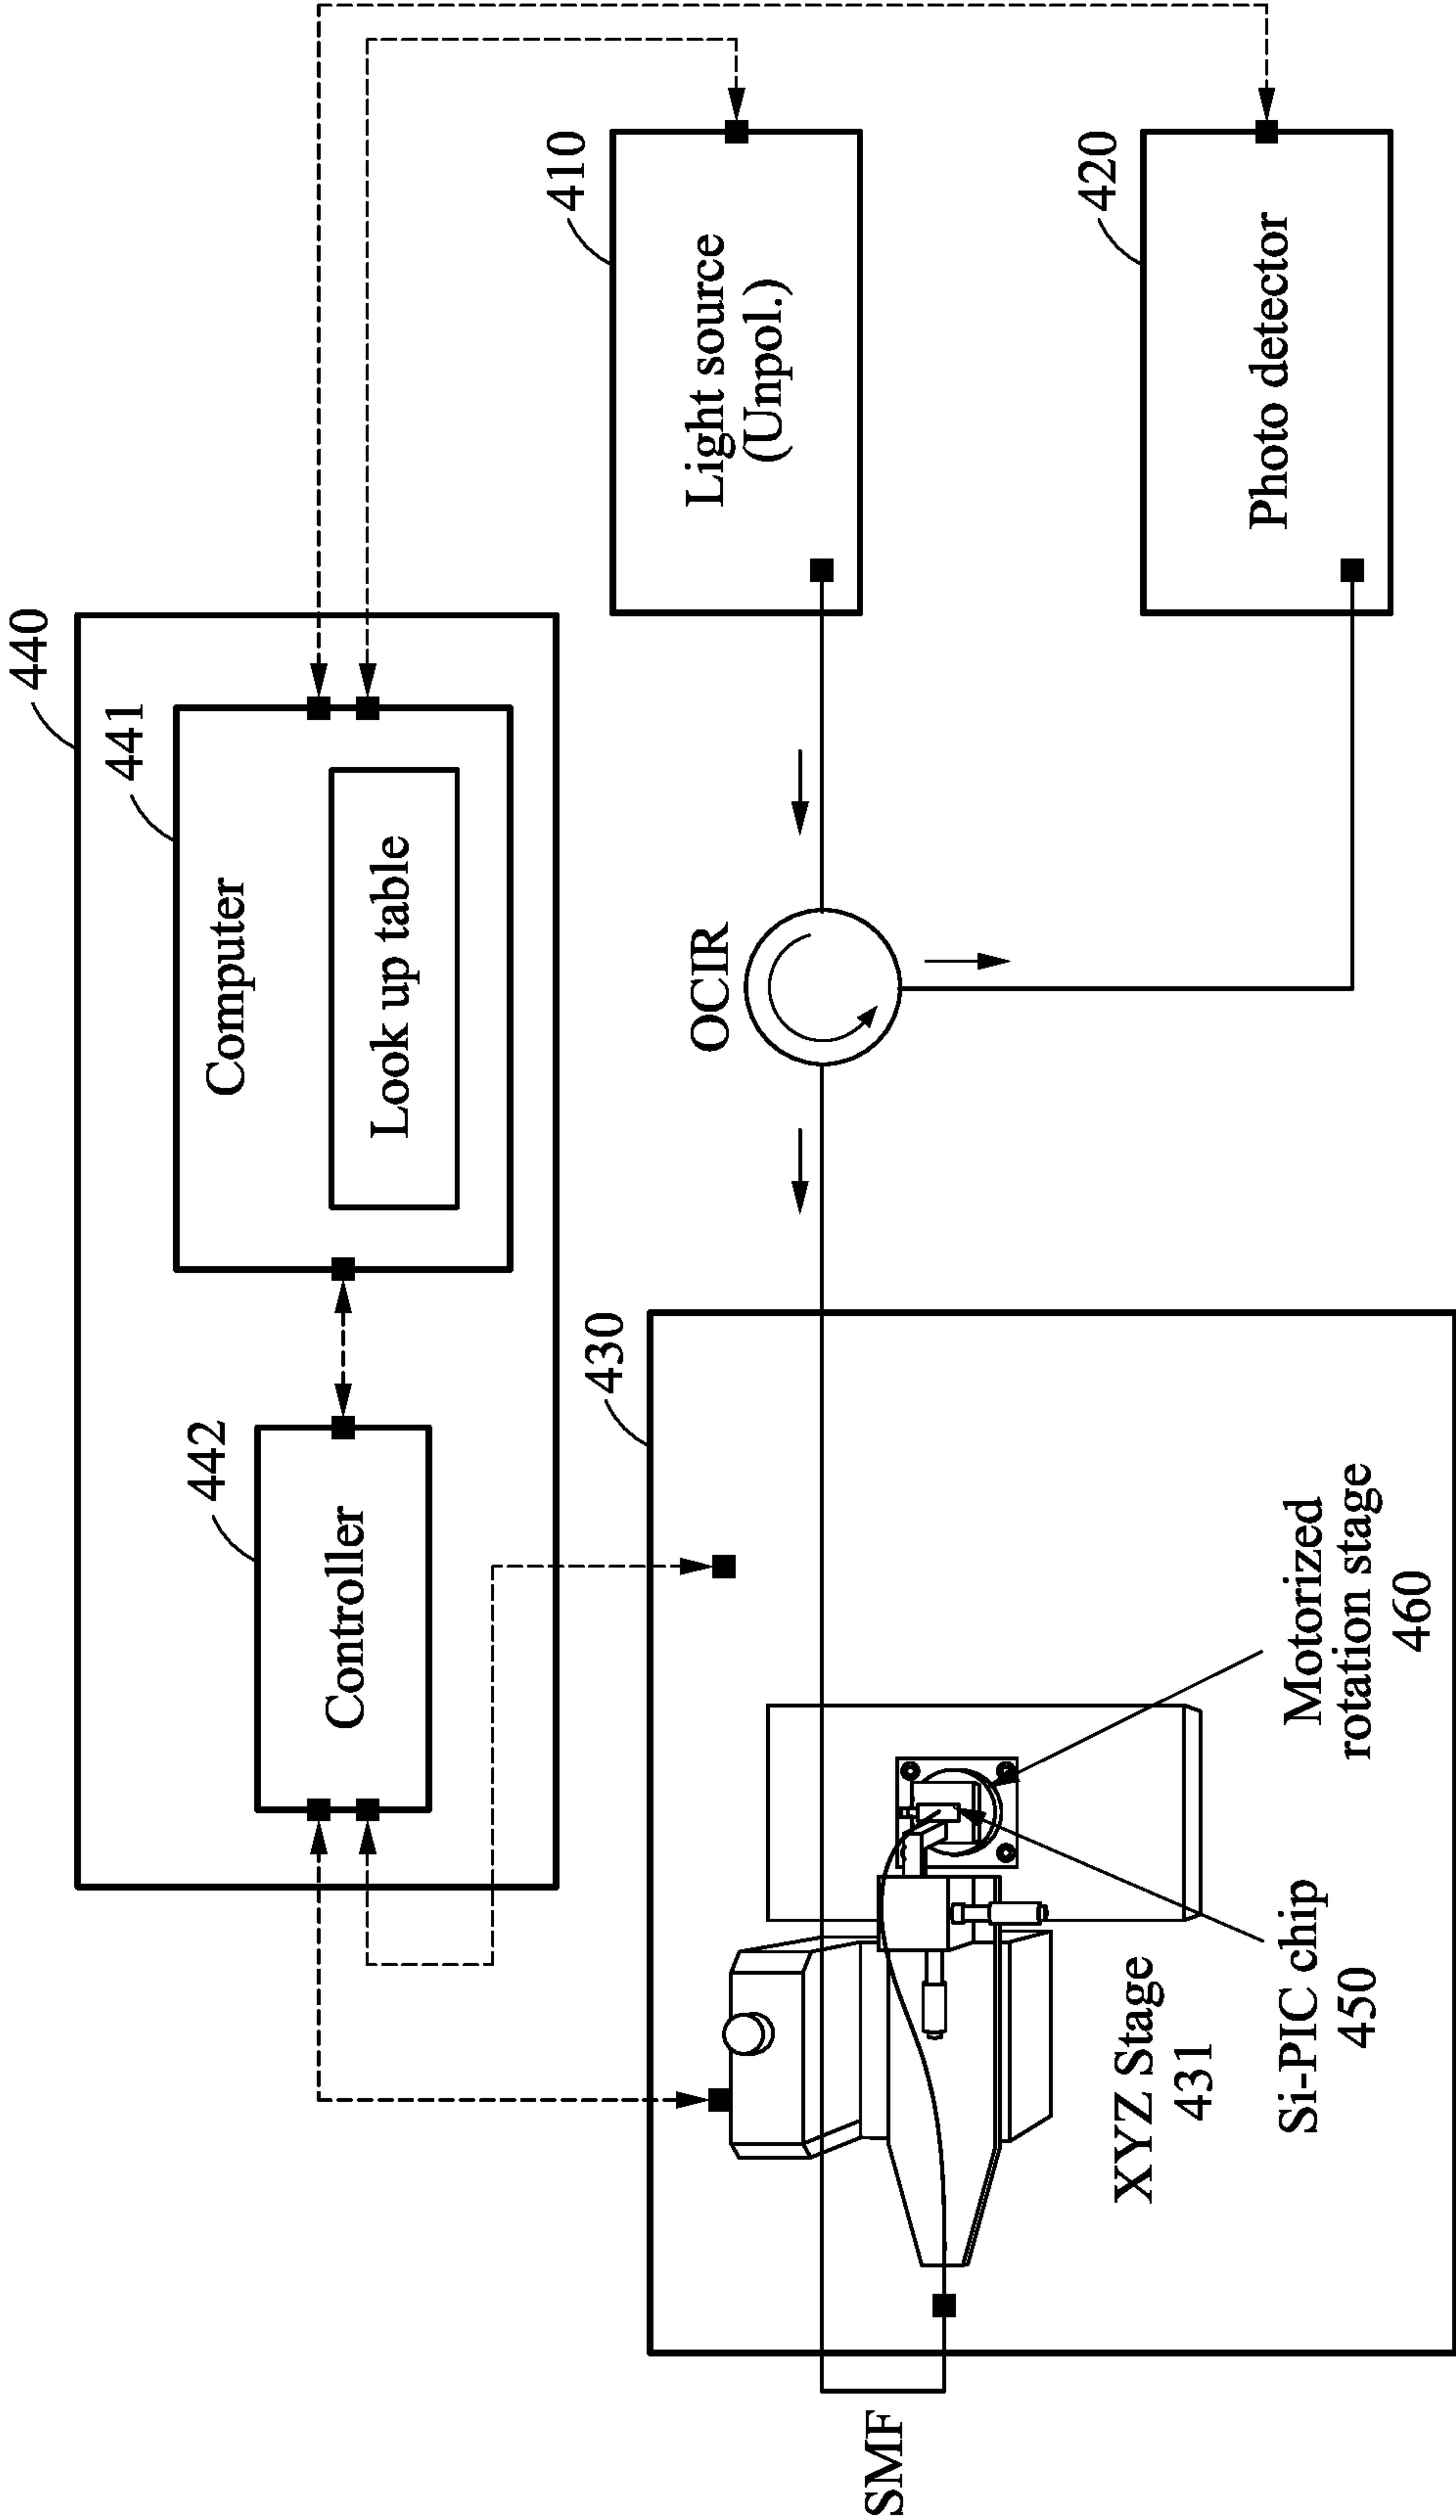 440
441
Computer
Look up table
442
Controller
410
Light source
(Unpol.)
420
Photo detector
OCIR
430
Motorized
rotation stage
460
XYZ Stage
431
Si-PIC chip
450
SMF